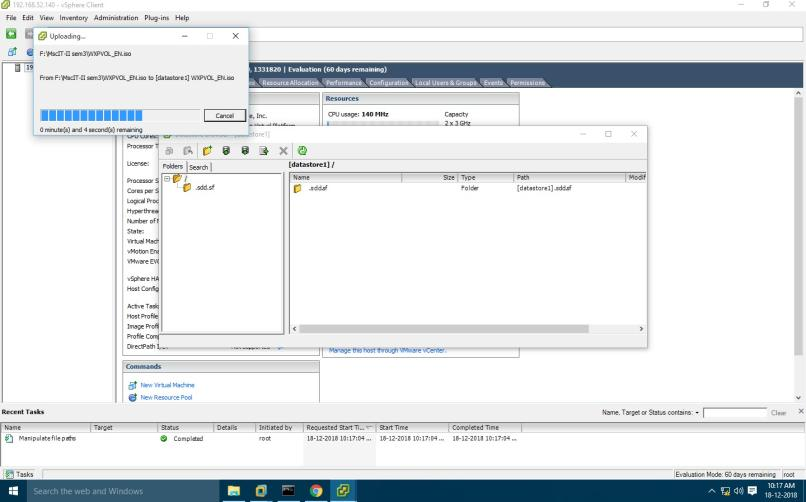 192.168.52.140 - vSphere Client
File Edit View Inventory Administration Plug-ins Help
Uploading...
F:\MscIT-II sem3\WXPVOL_EN.iso
From F:\MscIT-II sem3\WXPVOL_EN.iso to [datastore1] WXPVOL_EN.iso
Cancel
0 minute(s) and 4 second(s) remaining
19
, 1331820 | Evaluation (60 days remaining)
Resource Allocation Performance Configuration Local Users & Groups Events Permissions
Resources
CPU usage: 140 MHz Capacity
2 x 3 GHz
e, Inc.
Processor T
License:
Processor S
Cores per S
Logical Proc
Hyperthrea
Number of
State:
Virtual Mach
vMotion Ena
VMware EVC
vSphere HA
Host Config
Active Task
Host Profile
Image Profi
Profile Com
DirectPath I
datastore1]
Folders Search
/
.sdd.sf
[datastore1] /
Name Size Type Path Modif
.sdd.sf Folder [datastore1] .sdd.sf
Manage this host through VMware vCenter.
Commands
New Virtual Machine
New Resource Pool
Recent Tasks
Name, Target or Status contains: Clear
Name Target Status Details Initiated by Requested Start Ti... Start Time Completed Time
Manipulate file paths Completed root 18-12-2018 10:17:04 ... 18-12-2018 10:17:04 ... 18-12-2018 10:17:04 ...
Tasks
Evaluation Mode: 60 days remaining root
Search the web and Windows
10:17 AM
18-12-2018